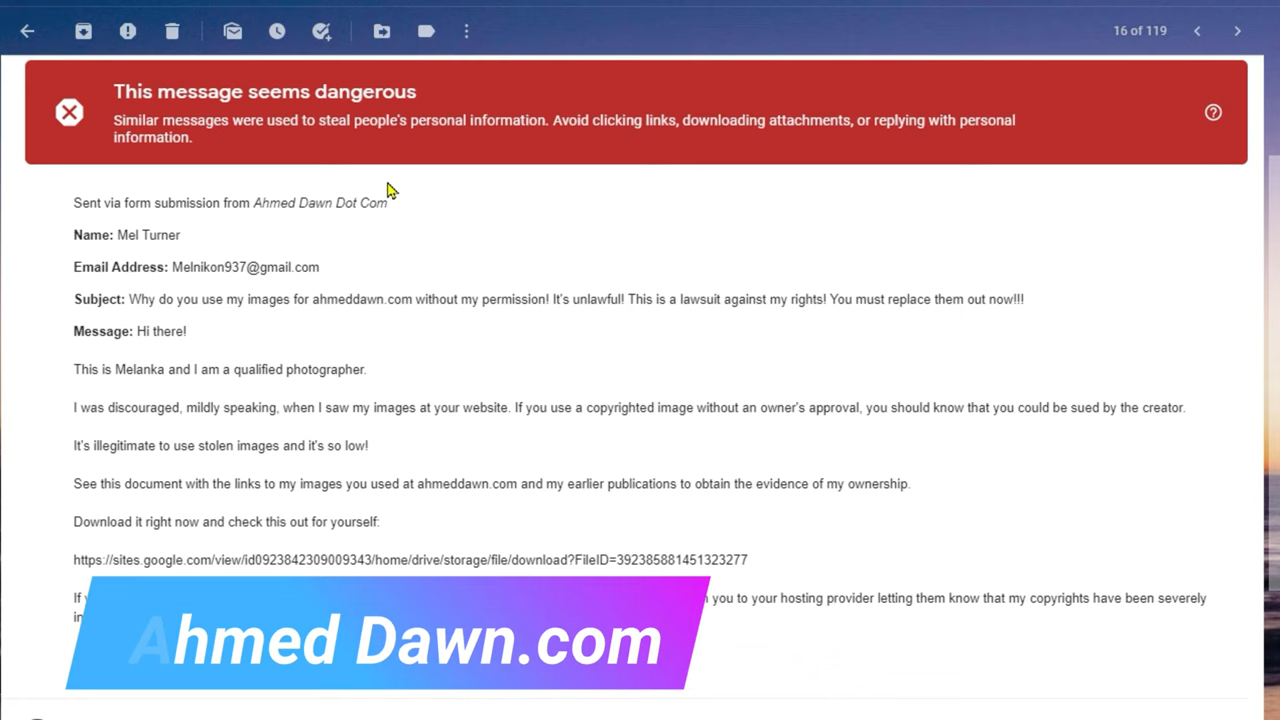 16 of 119
This message seems dangerous
Similar messages were used to steal people's personal information. Avoid clicking links, downloading attachments, or replying with personal
information.
Sent via form submission from Ahmed Dawn Dot Com
Name: Mel Turner
Email Address: Melnikon937@gmail.com
Subject: Why do you use my images for ahmeddawn.com without my permission! It's unlawful! This is a lawsuit against my rights! You must replace them out now!!!
Message: Hi there!
This is Melanka and I am a qualified photographer.
I was discouraged, mildly speaking, when I saw my images at your website. If you use a copyrighted image without an owner's approval, you should know that you could be sued by the creator.
It's illegitimate to use stolen images and it's so low!
See this document with the links to my images you used at ahmeddawn.com and my earlier publications to obtain the evidence of my ownership.
Download it right now and check this out for yourself:
https://sites.google.com/view/id0923842309009343/home/drive/storage/file/download?FileID=392385881451323277
If you to your hosting provider letting them know that my copyrights have been severely
Ahmed Dawn.com